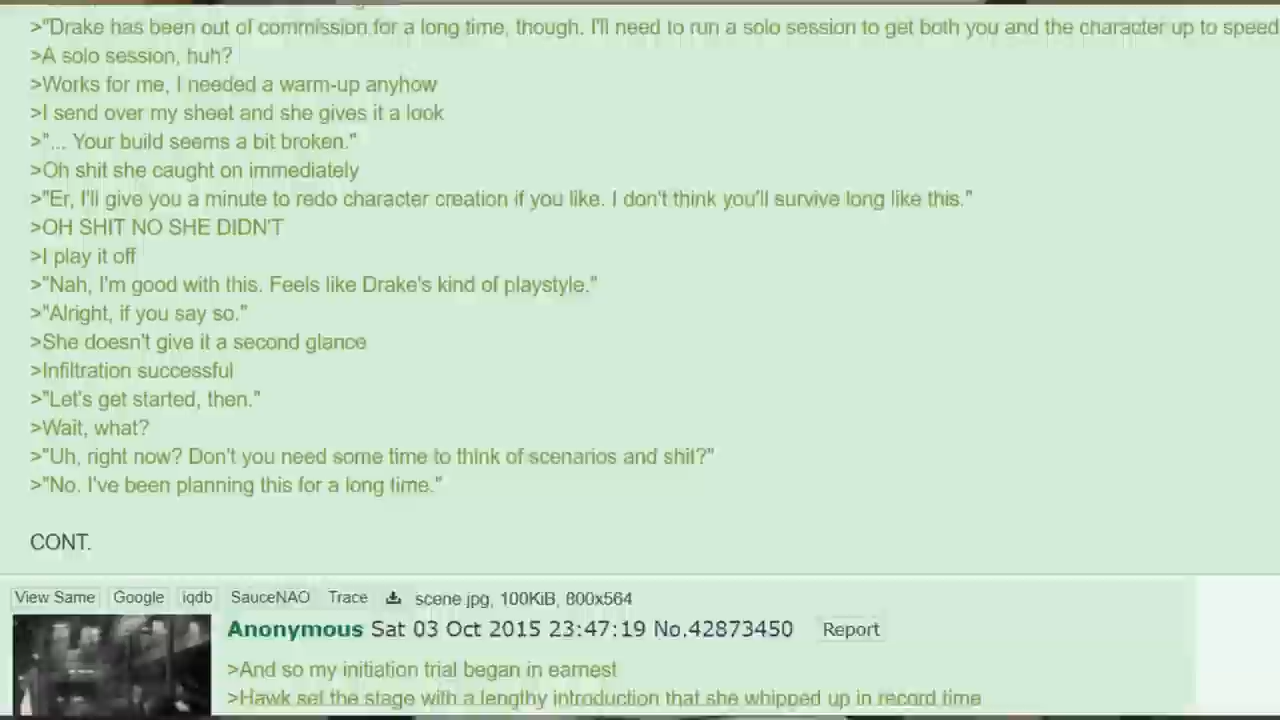 >"Drake has been out of commission for a long time, though. I'll need to run a solo session to get both you and the character up to speed
>A solo session, huh?
>Works for me, I needed a warm-up anyhow
>I send over my sheet and she gives it a look
>"... Your build seems a bit broken."
>Oh shit she caught on immediately
>"Er, I'll give you a minute to redo character creation if you like. I don't think you'll survive long like this."
>OH SHIT NO SHE DIDN'T
>I play it off
>"Nah, I'm good with this. Feels like Drake's kind of playstyle."
>"Alright, if you say so."
>She doesn't give it a second glance
>Infiltration successful
>"Let's get started, then."
>Wait, what?
>"Uh, right now? Don't you need some time to think of scenarios and shit?"
>"No. I've been planning this for a long time."
CONT.
View Same Google iqdb SauceNAO Trace scene.jpg, 100KiB, 800x564
Anonymous Sat 03 Oct 2015 23:47:19 No.42873450 Report
>And so my initiation trial began in earnest
>Hawk set the stage with a lengthy introduction that she whipped up in record time